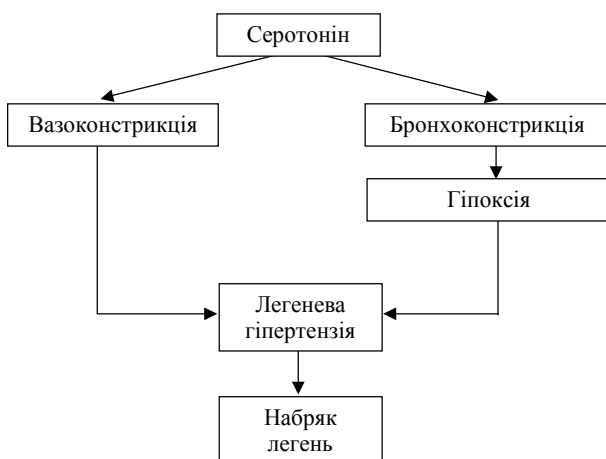 Серотонін
Вазоконстрикція
Бронхоконстрикція
Гіпоксія
Легенева
гіпертензія
Набряк
легень